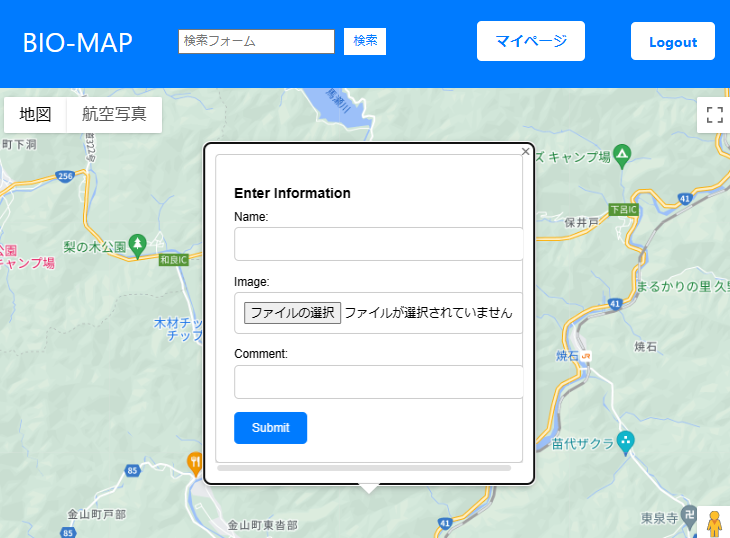 BIO-MAP
検索フォーム
検索
マイページ
Logout
地図
航空写真
馬瀬川
町下洞
322号
256
ズ キャンプ場
×
41
下呂IC
保井戸
公園
キャンプ場
梨の木公園
和良IC
Enter Information
Name:
Image:
ファイルの選択 ファイルが選択されていません
Comment:
Submit
まるかりの里 久野
木材チッ
チップ
焼石
焼石
苗代ザクラ
85
85
金山町戸部
金山町東沓部
41
41
東泉寺
卍